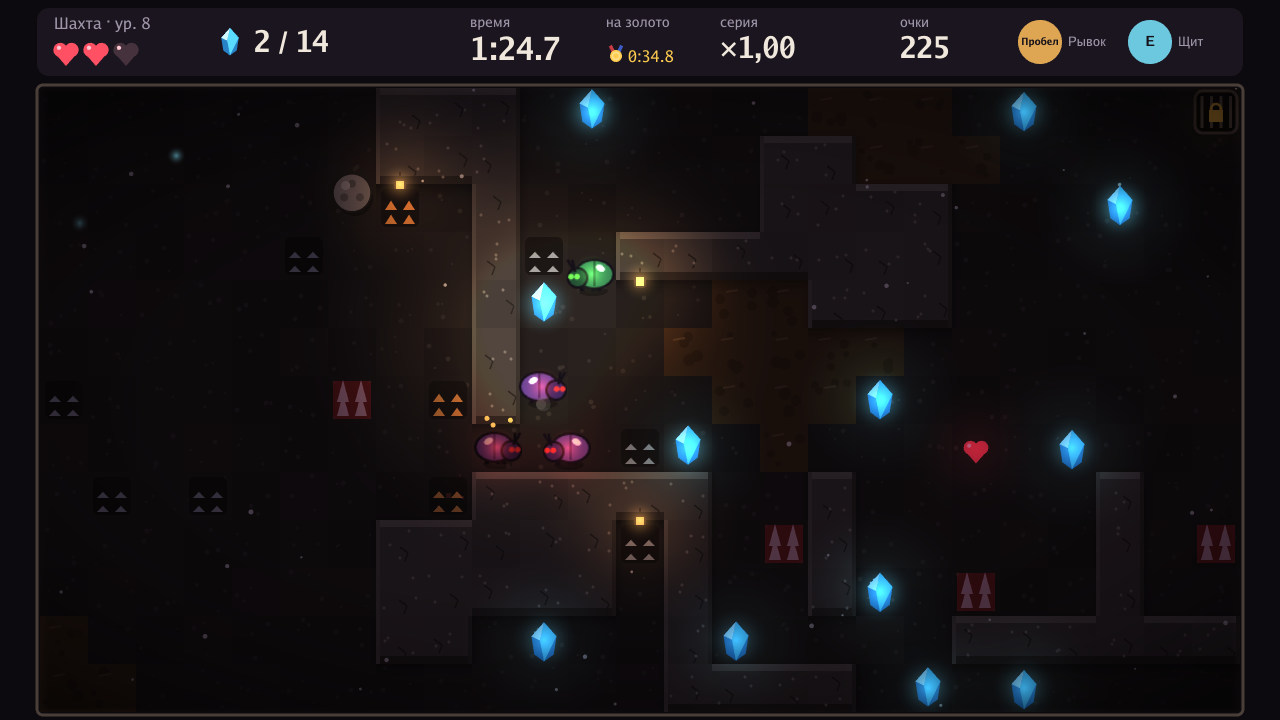 Шахта · ур. 8
2 / 14
время
1:24.7
на золото
0:34.8
серия
×1,00
очки
225
Пробел Рывок
E Щит